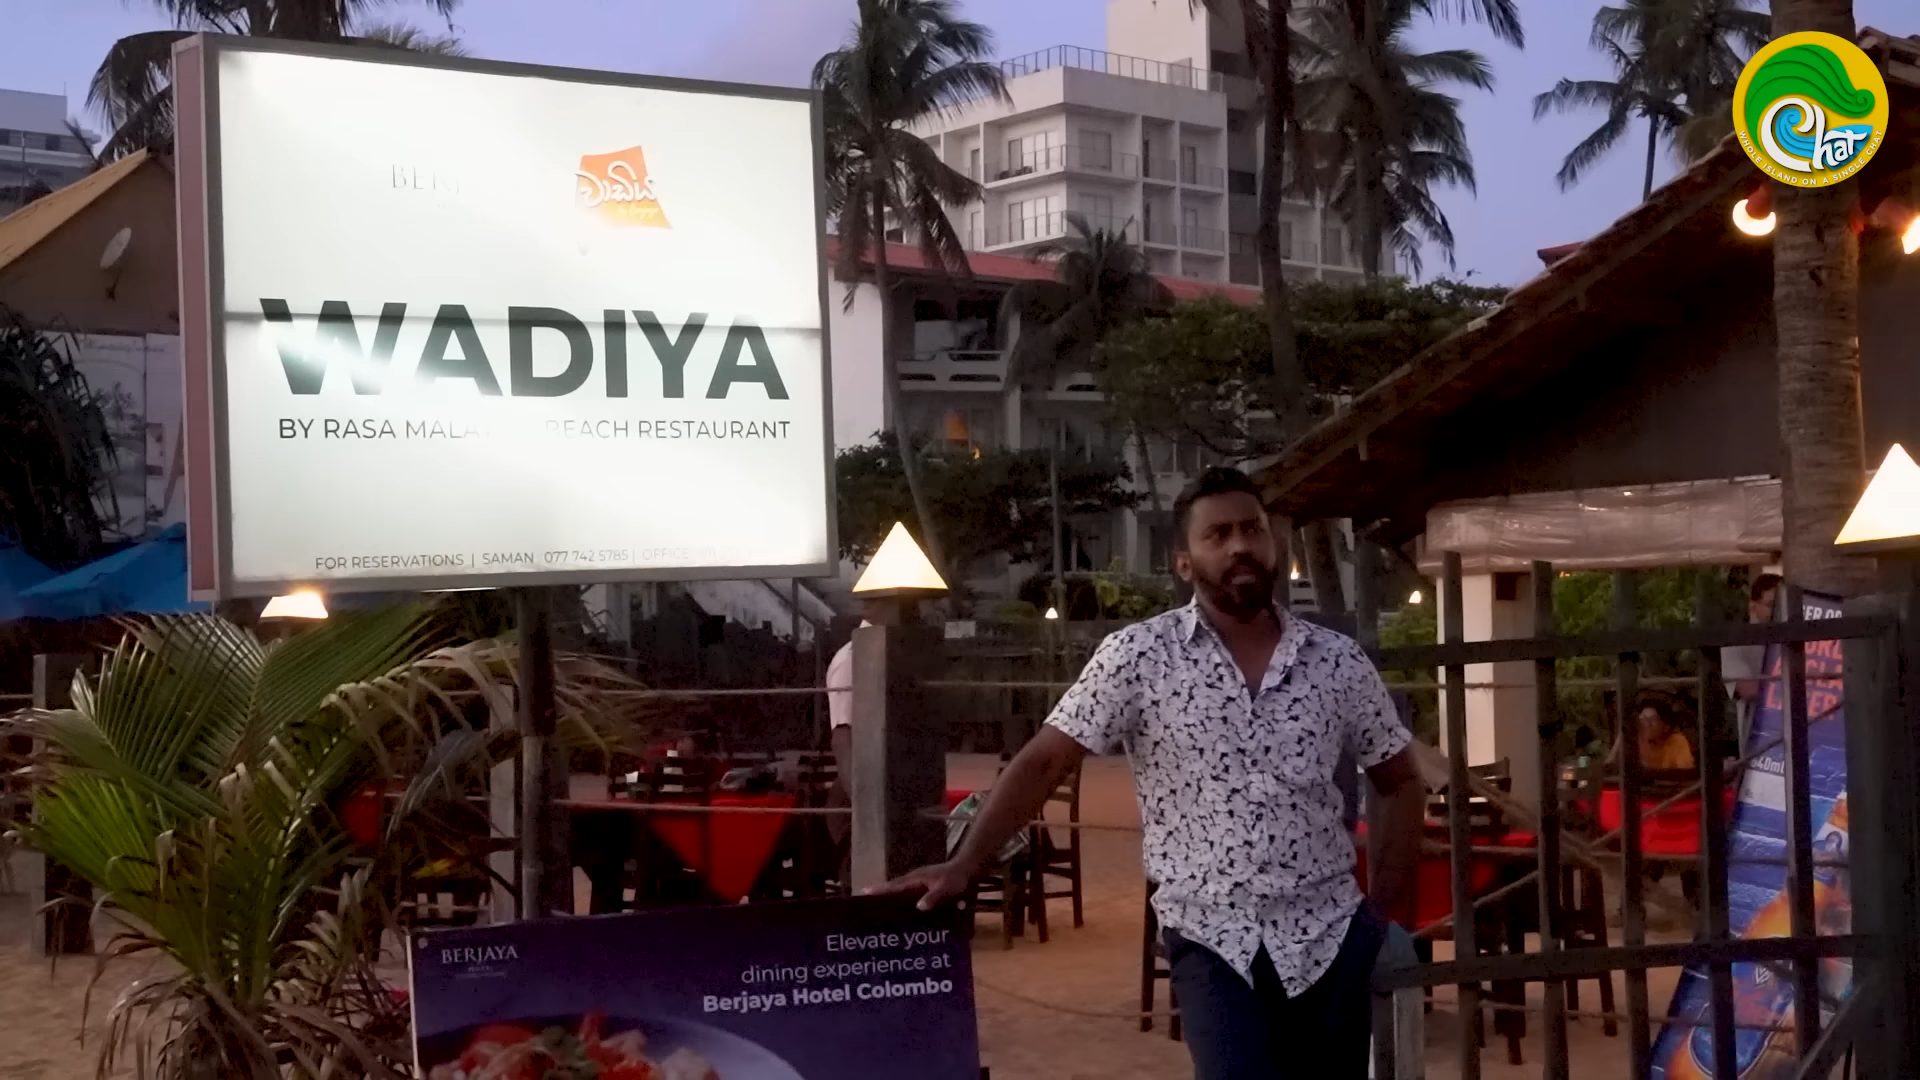 වාඩිය
WADIYA
BY RASA MALA BEACH RESTAURANT
FOR RESERVATIONS | SAMAN 077 742 5785 | OFFICE
BERJAYA
Elevate your
dining experience at
Berjaya Hotel Colombo
Chat
WHOLE ISLAND ON A SINGLE CHAT